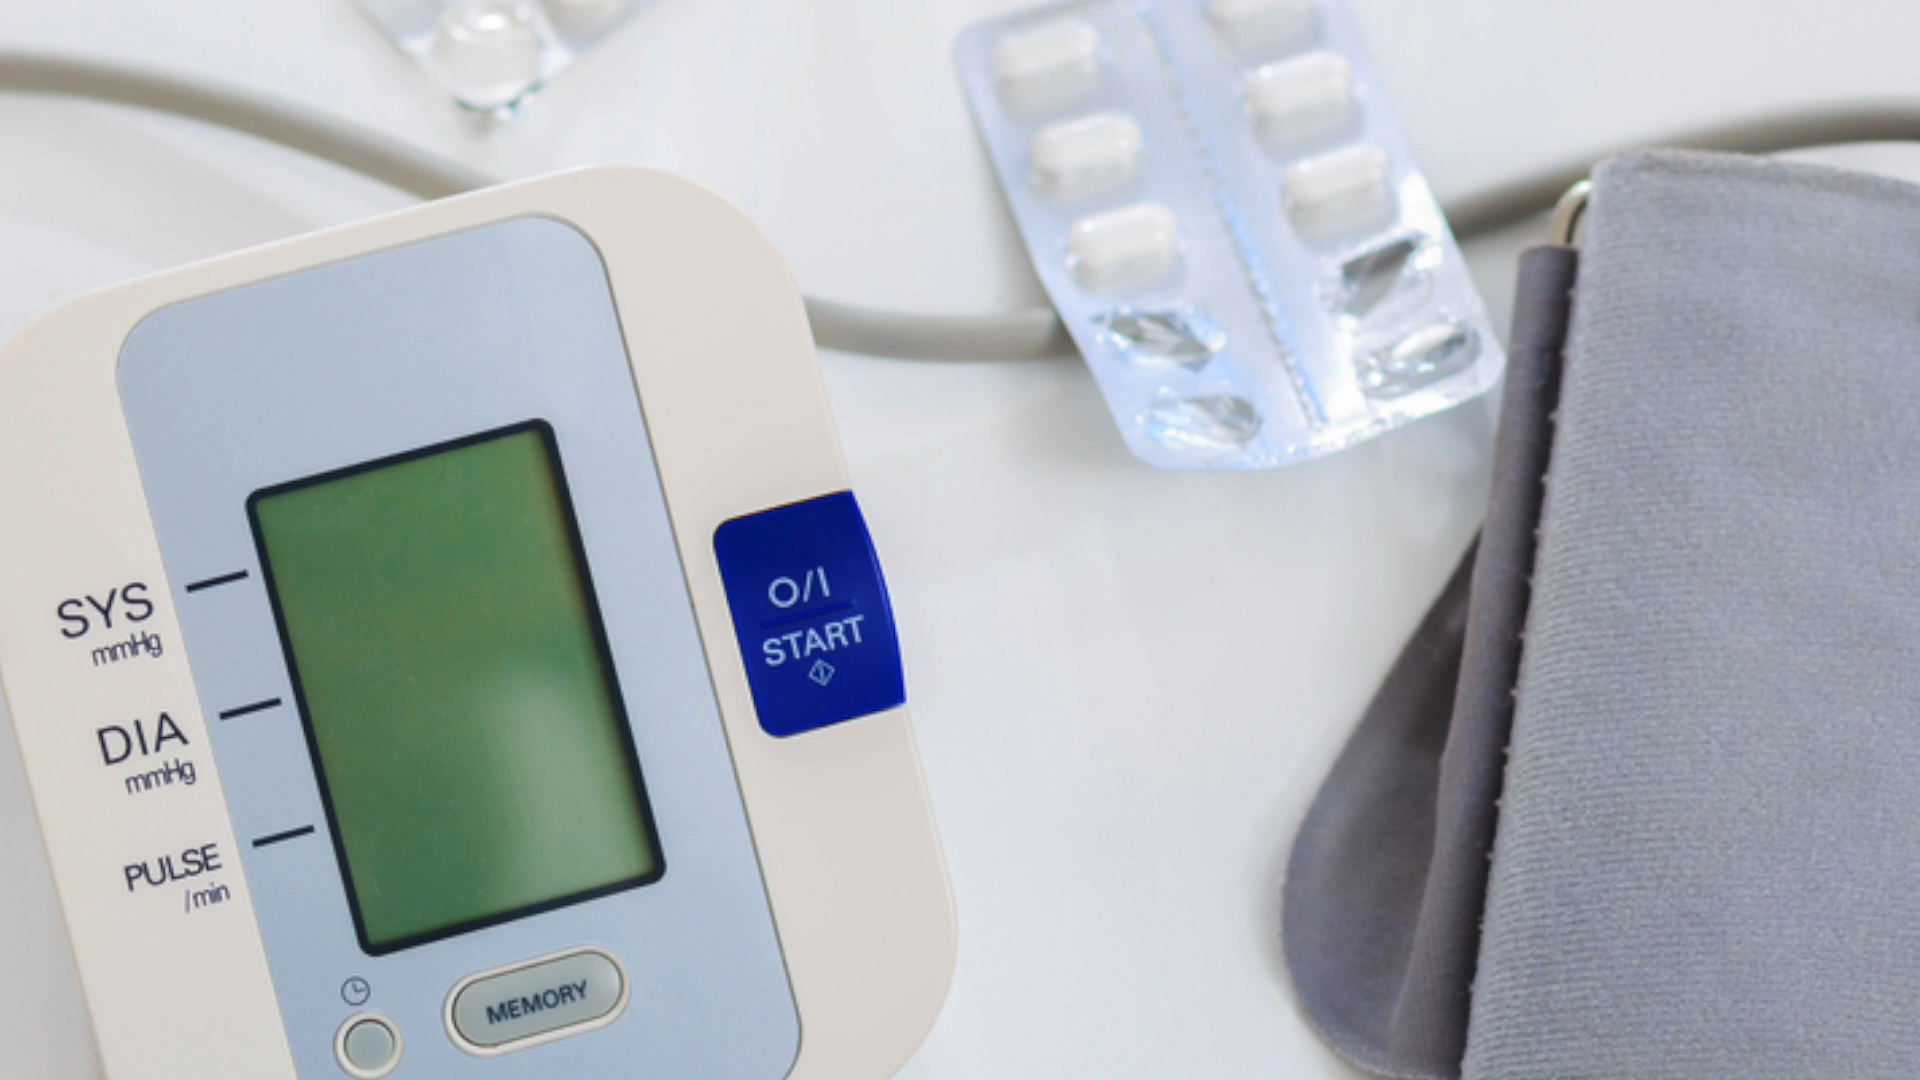 SYS
mmHg
DIA
mmHg
PULSE
/min
O/I
START
MEMORY